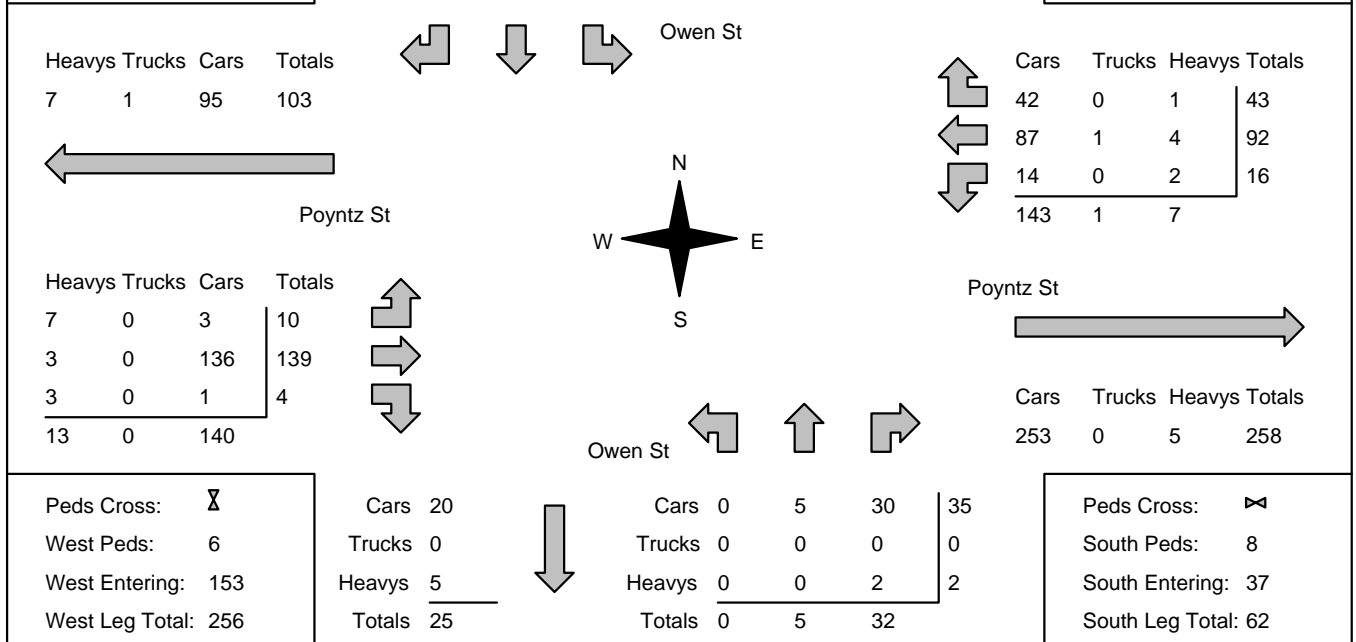 Owen St
Heavys Trucks Cars Totals
7 1 95 103
Cars Trucks Heavys Totals
42 0 1 43
87 1 4 92
14 0 2 16
143 1 7
Poyntz St
N
W E
S
Heavys Trucks Cars Totals
7 0 3 10
3 0 136 139
3 0 1 4
13 0 140
Poyntz St
Cars Trucks Heavys Totals
253 0 5 258
Owen St
Peds Cross:
West Peds: 6
West Entering: 153
West Leg Total: 256
Cars 20
Trucks 0
Heavys 5
Totals 25
Cars 0 5 30 35
Trucks 0 0 0 0
Heavys 0 0 2 2
Totals 0 5 32
Peds Cross:
South Peds: 8
South Entering: 37
South Leg Total: 62